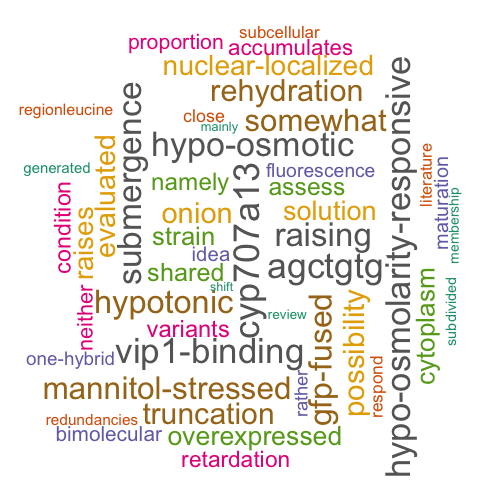 subcellular
proportion
accumulates
nuclear-localized
rehydration
regionleucine
close
somewhat
mainly
hypo-osmotic
submergence
evaluated
generated
namely
fluorescence
assess
literature
maturation
membership
condition
raises
onion
solution
strain
idea
cyp707a13
raising
hypo-osmolarity-responsive
shared
agctgtg
shift
hypotonic
review
neither
variants
gfp-fused
possibility
cytoplasm
subdivided
one-hybrid
vip1-binding
rather
respond
mannitol-stressed
redundancies
truncation
bimolecular
overexpressed
retardation